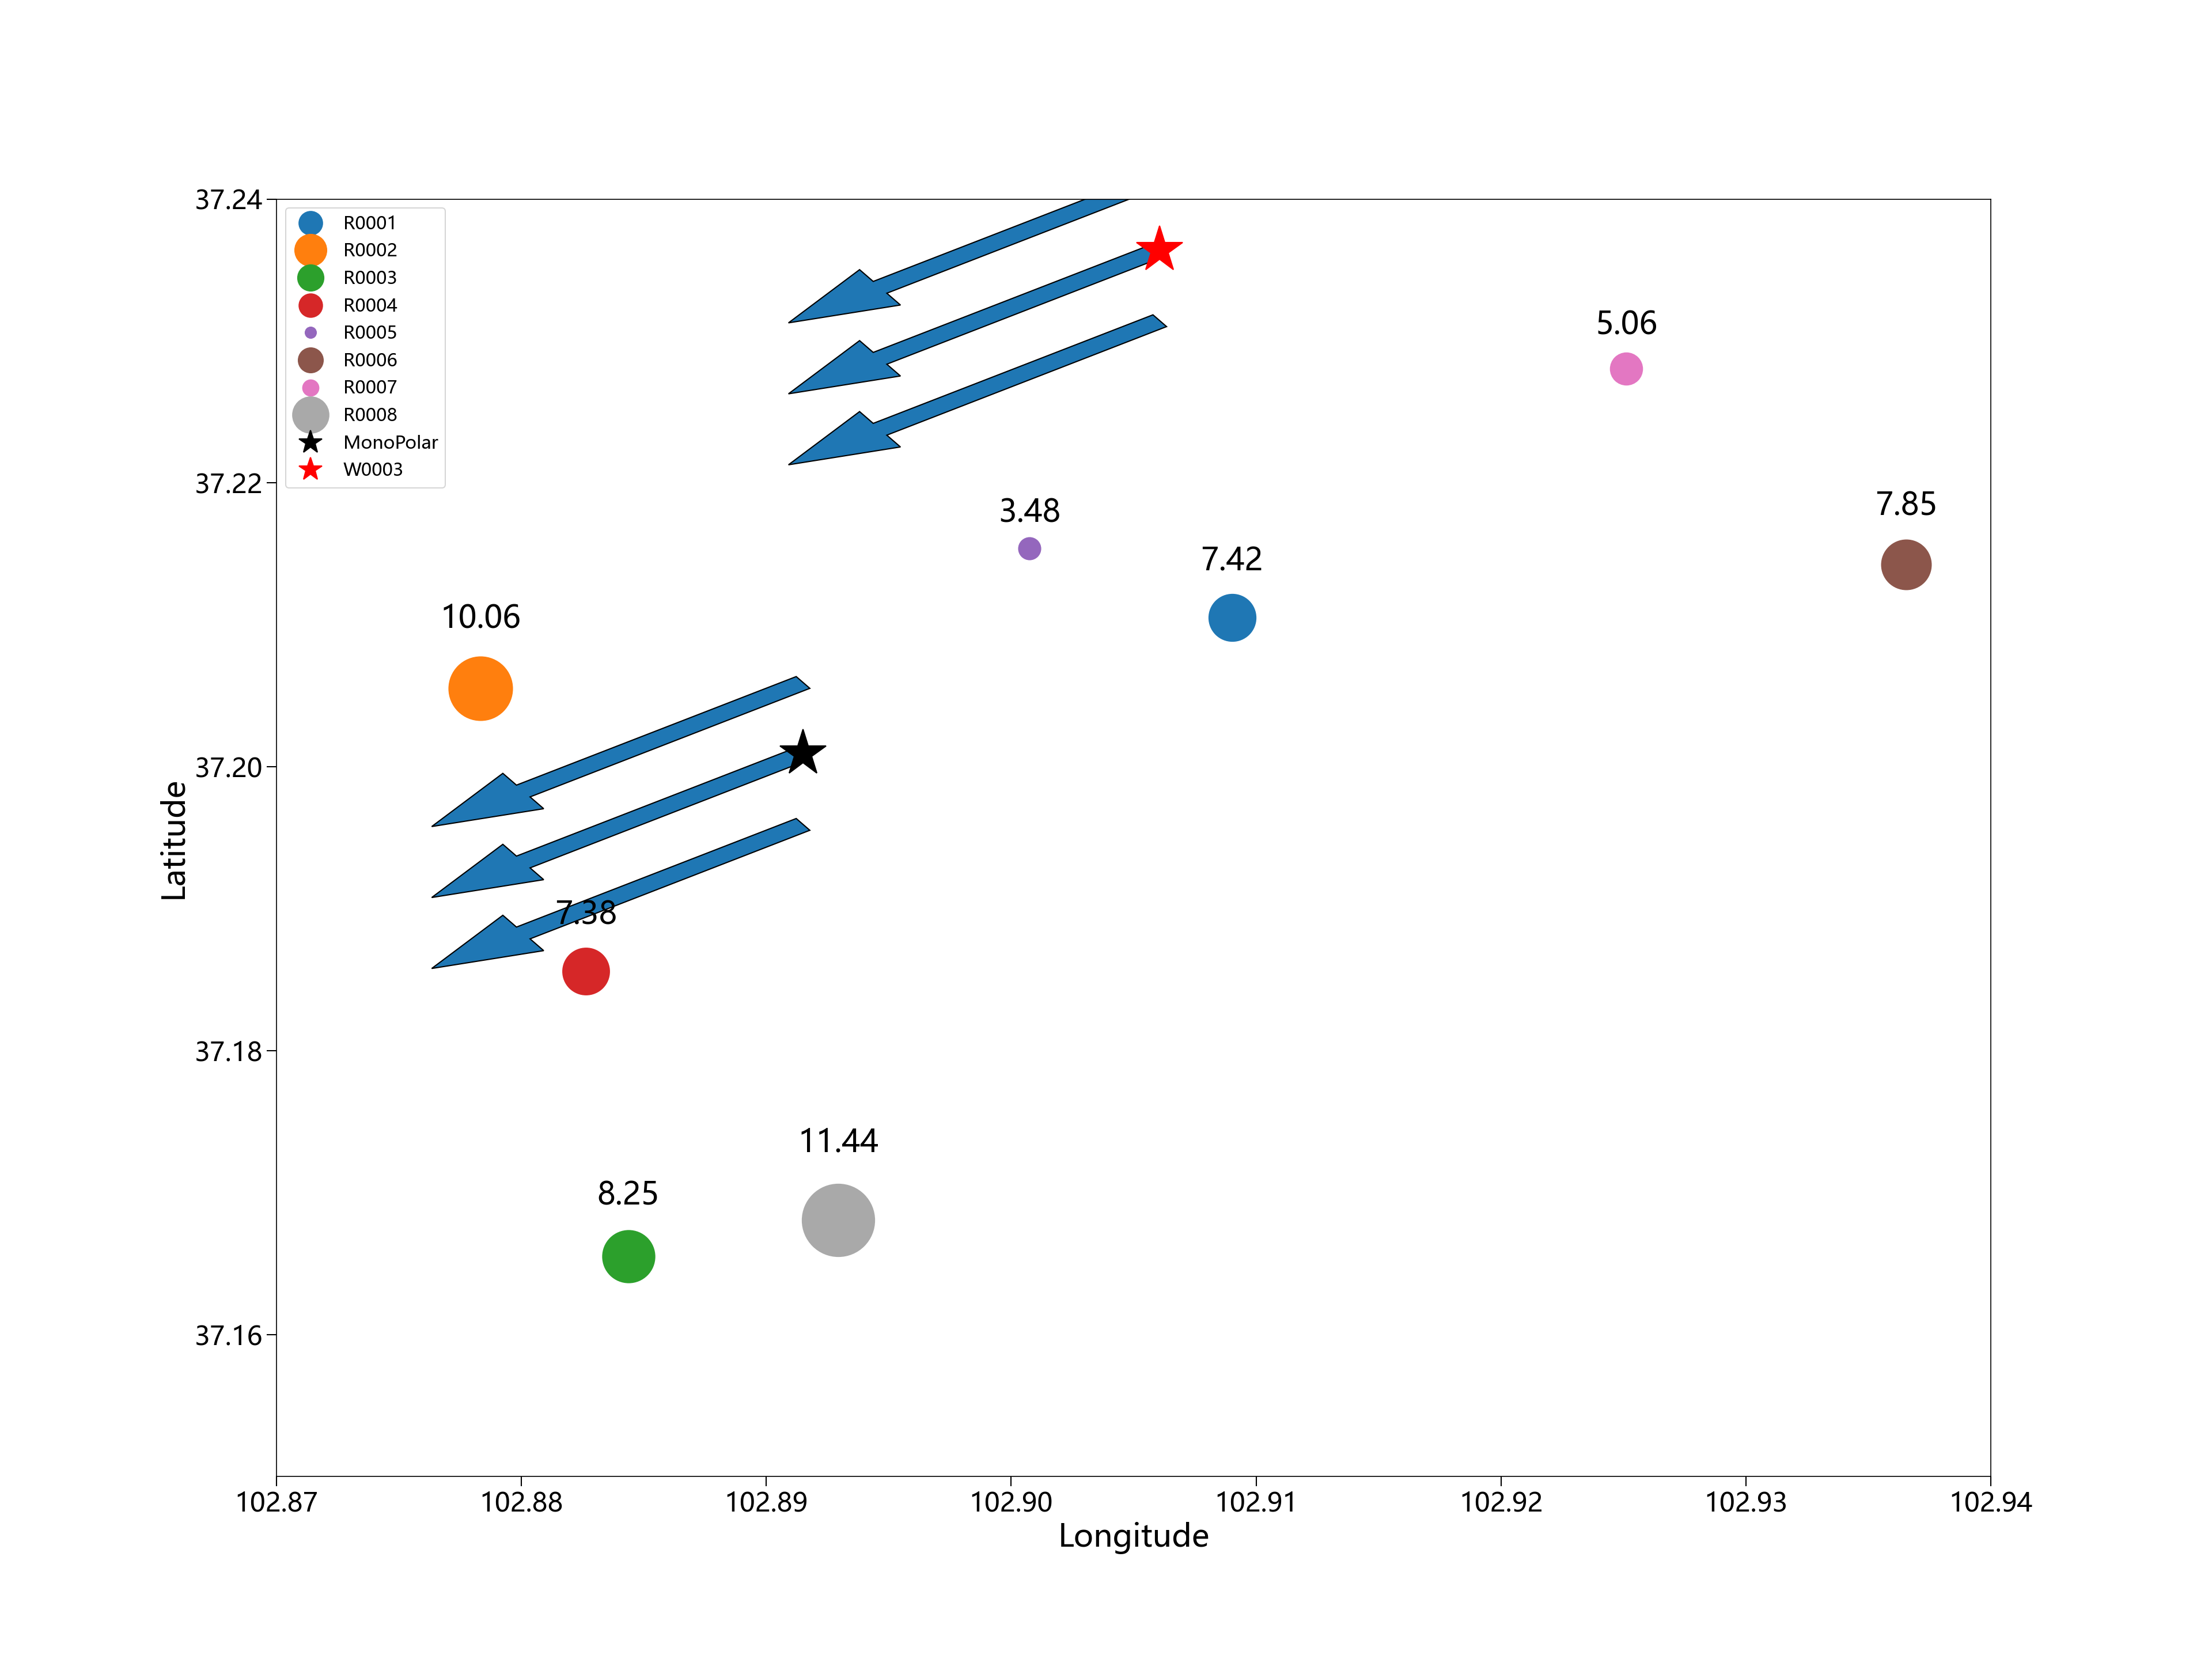 37.24
R0001
R0002
R0003
R0004
R0005
R0006
R0007
R0008
MonoPolar
W0003
5.06
37.22
3.48
7.85
7.42
10.06
37.20
Latitude
7.38
37.18
11.44
8.25
37.16
102.87 102.88 102.89 102.90 102.91 102.92 102.93 102.94
Longitude